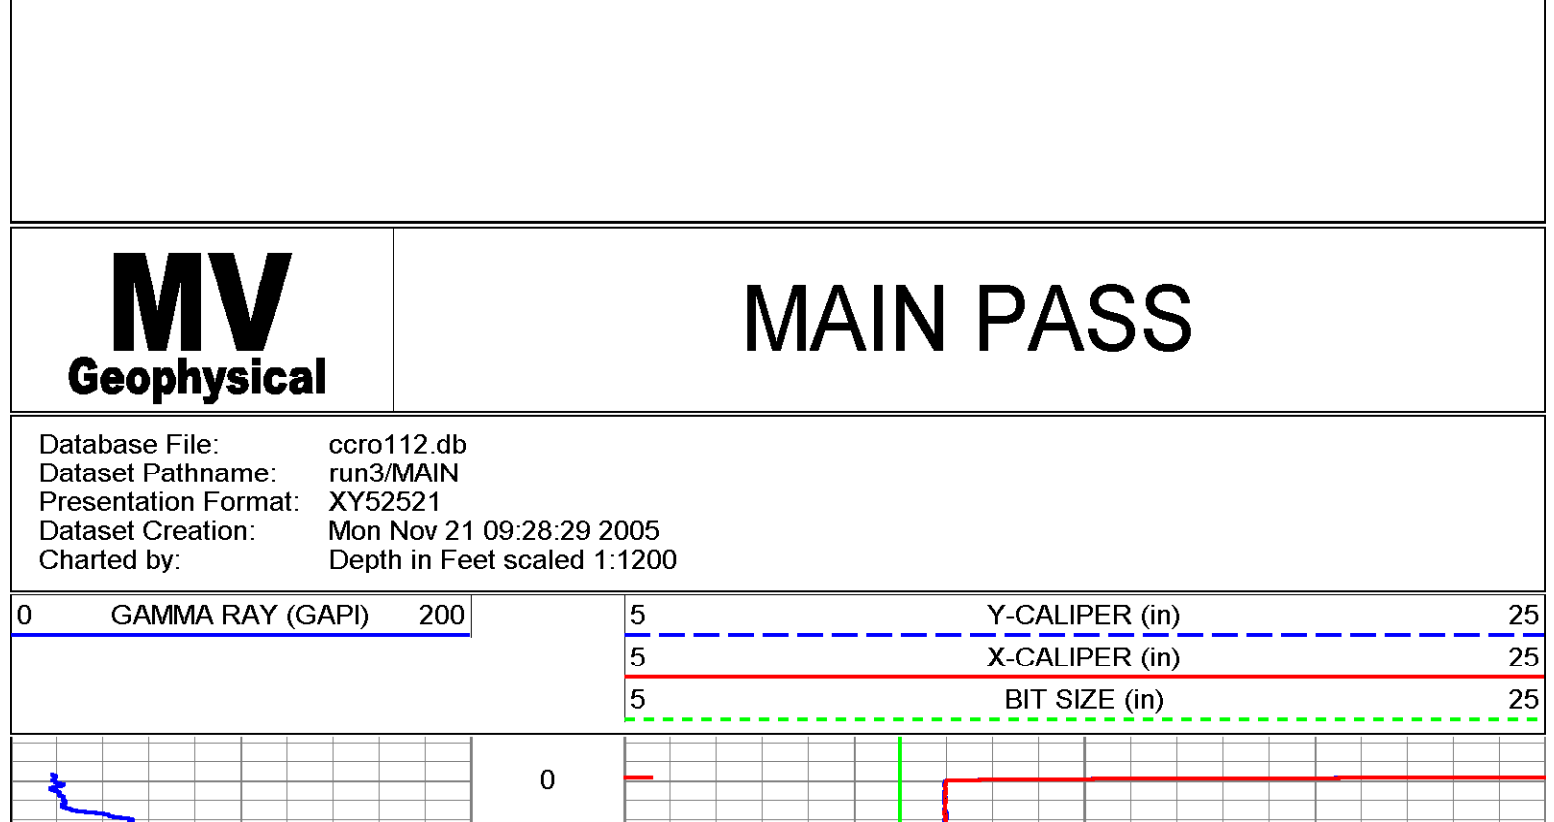 MV
Geophysical
MAIN PASS
Database File: ccro112.db
Dataset Pathname: run3/MAIN
Presentation Format: XY52521
Dataset Creation: Mon Nov 21 09:28:29 2005
Charted by: Depth in Feet scaled 1:1200
0 GAMMA RAY (GAPI) 200
5 Y-CALIPER (in) 25
5 X-CALIPER (in) 25
5 BIT SIZE (in) 25
0